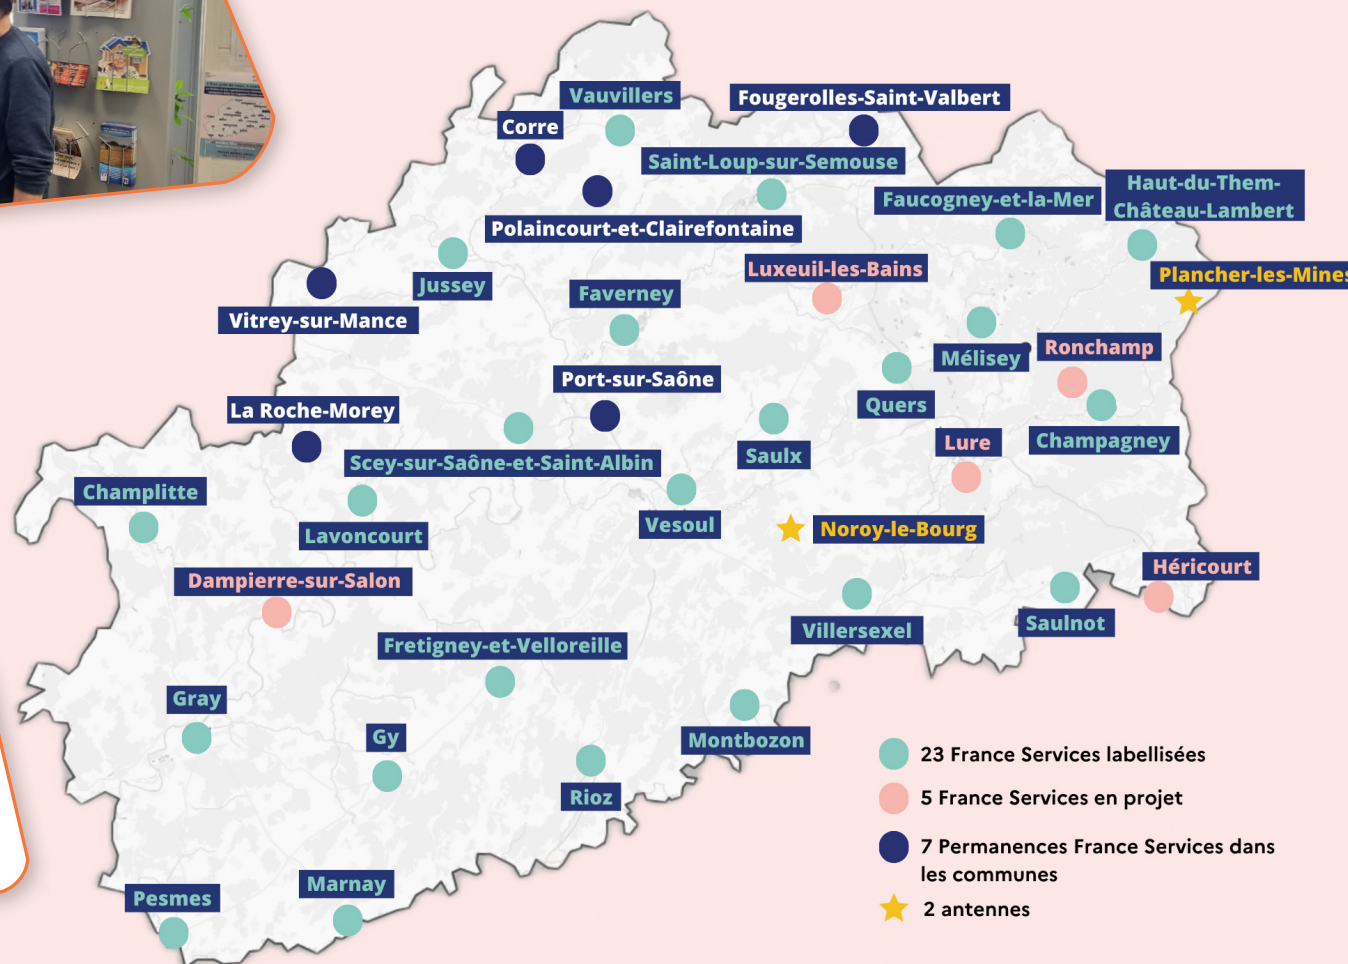 Vauvillers
Fougerolles-Saint-Valbert
Corre
Saint-Loup-sur-Semouse
Haut-du-Them-
Château-Lambert
Faucogney-et-la-Mer
Polaincourt-et-Clairefontaine
Luxeuil-les-Bains
Plancher-les-Mines
Jussey
Faverney
Vitrey-sur-Mance
Ronchamp
Mélisey
Port-sur-Saône
Quers
La Roche-Morey
Lure
Champagney
Saulx
Scey-sur-Saône-et-Saint-Albin
Champlitte
Vesoul
Noroy-le-Bourg
Lavoncourt
Héricourt
Dampierre-sur-Salon
Saulnot
Villersexel
Fretigney-et-Velloreille
Gray
Gy
Montbozon
Rioz
Marnay
Pesmes
23 France Services labellisées
5 France Services en projet
7 Permanences France Services dans
les communes
2 antennes